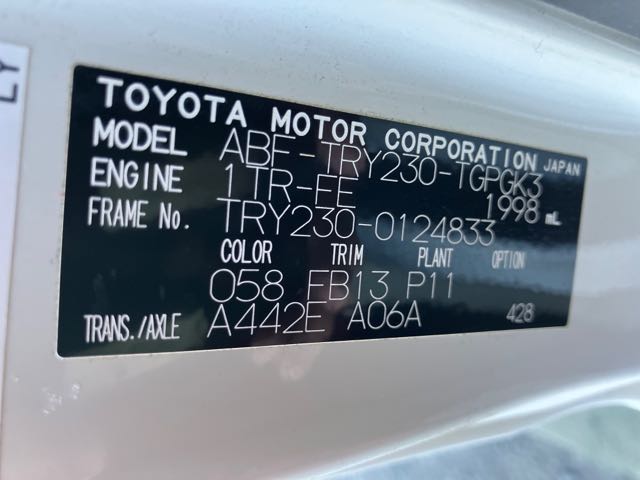 LY
TOYOTA MOTOR CORPORATION JAPAN
MODEL ABF-TRY230-TGPGK3
ENGINE 1TR-FE 1998 mL
FRAME No. TRY230-0124833
COLOR TRIM PLANT OPTION
058 FB13 P11
TRANS./AXLE A442E A06A 428